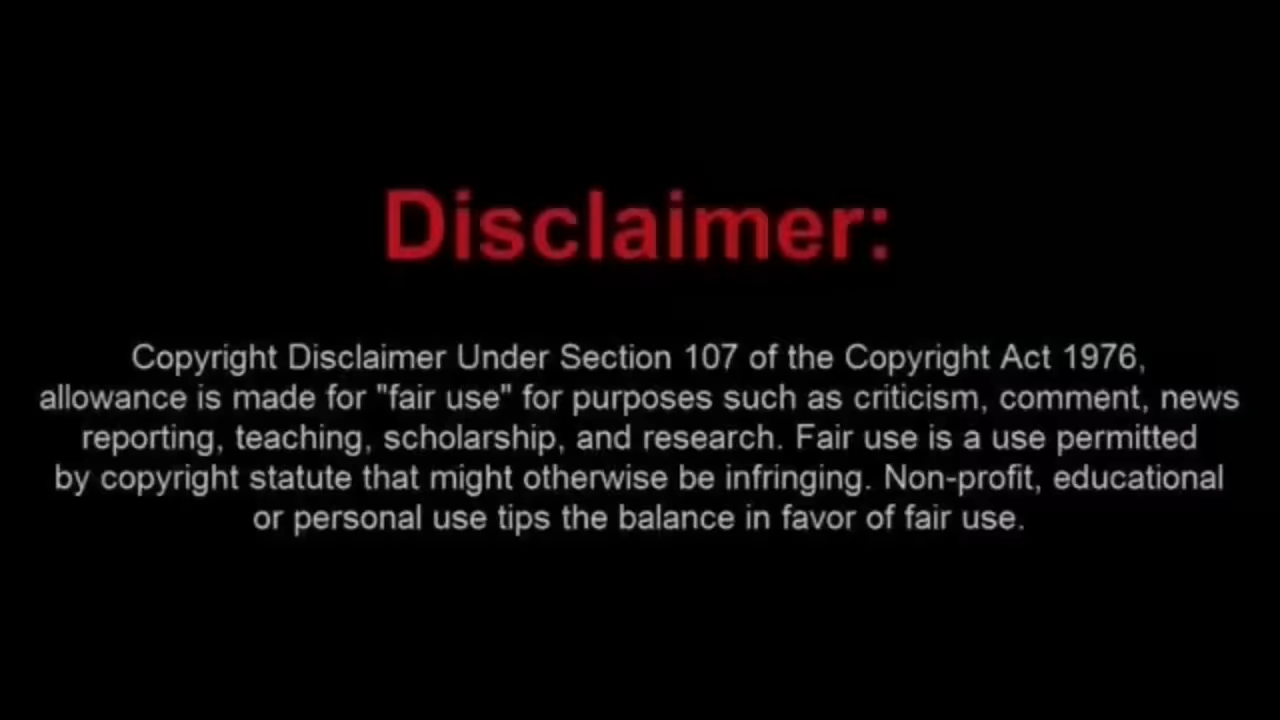 Disclaimer:
Copyright Disclaimer Under Section 107 of the Copyright Act 1976,
allowance is made for "fair use" for purposes such as criticism, comment, news
reporting, teaching, scholarship, and research. Fair use is a use permitted
by copyright statute that might otherwise be infringing. Non-profit, educational
or personal use tips the balance in favor of fair use.